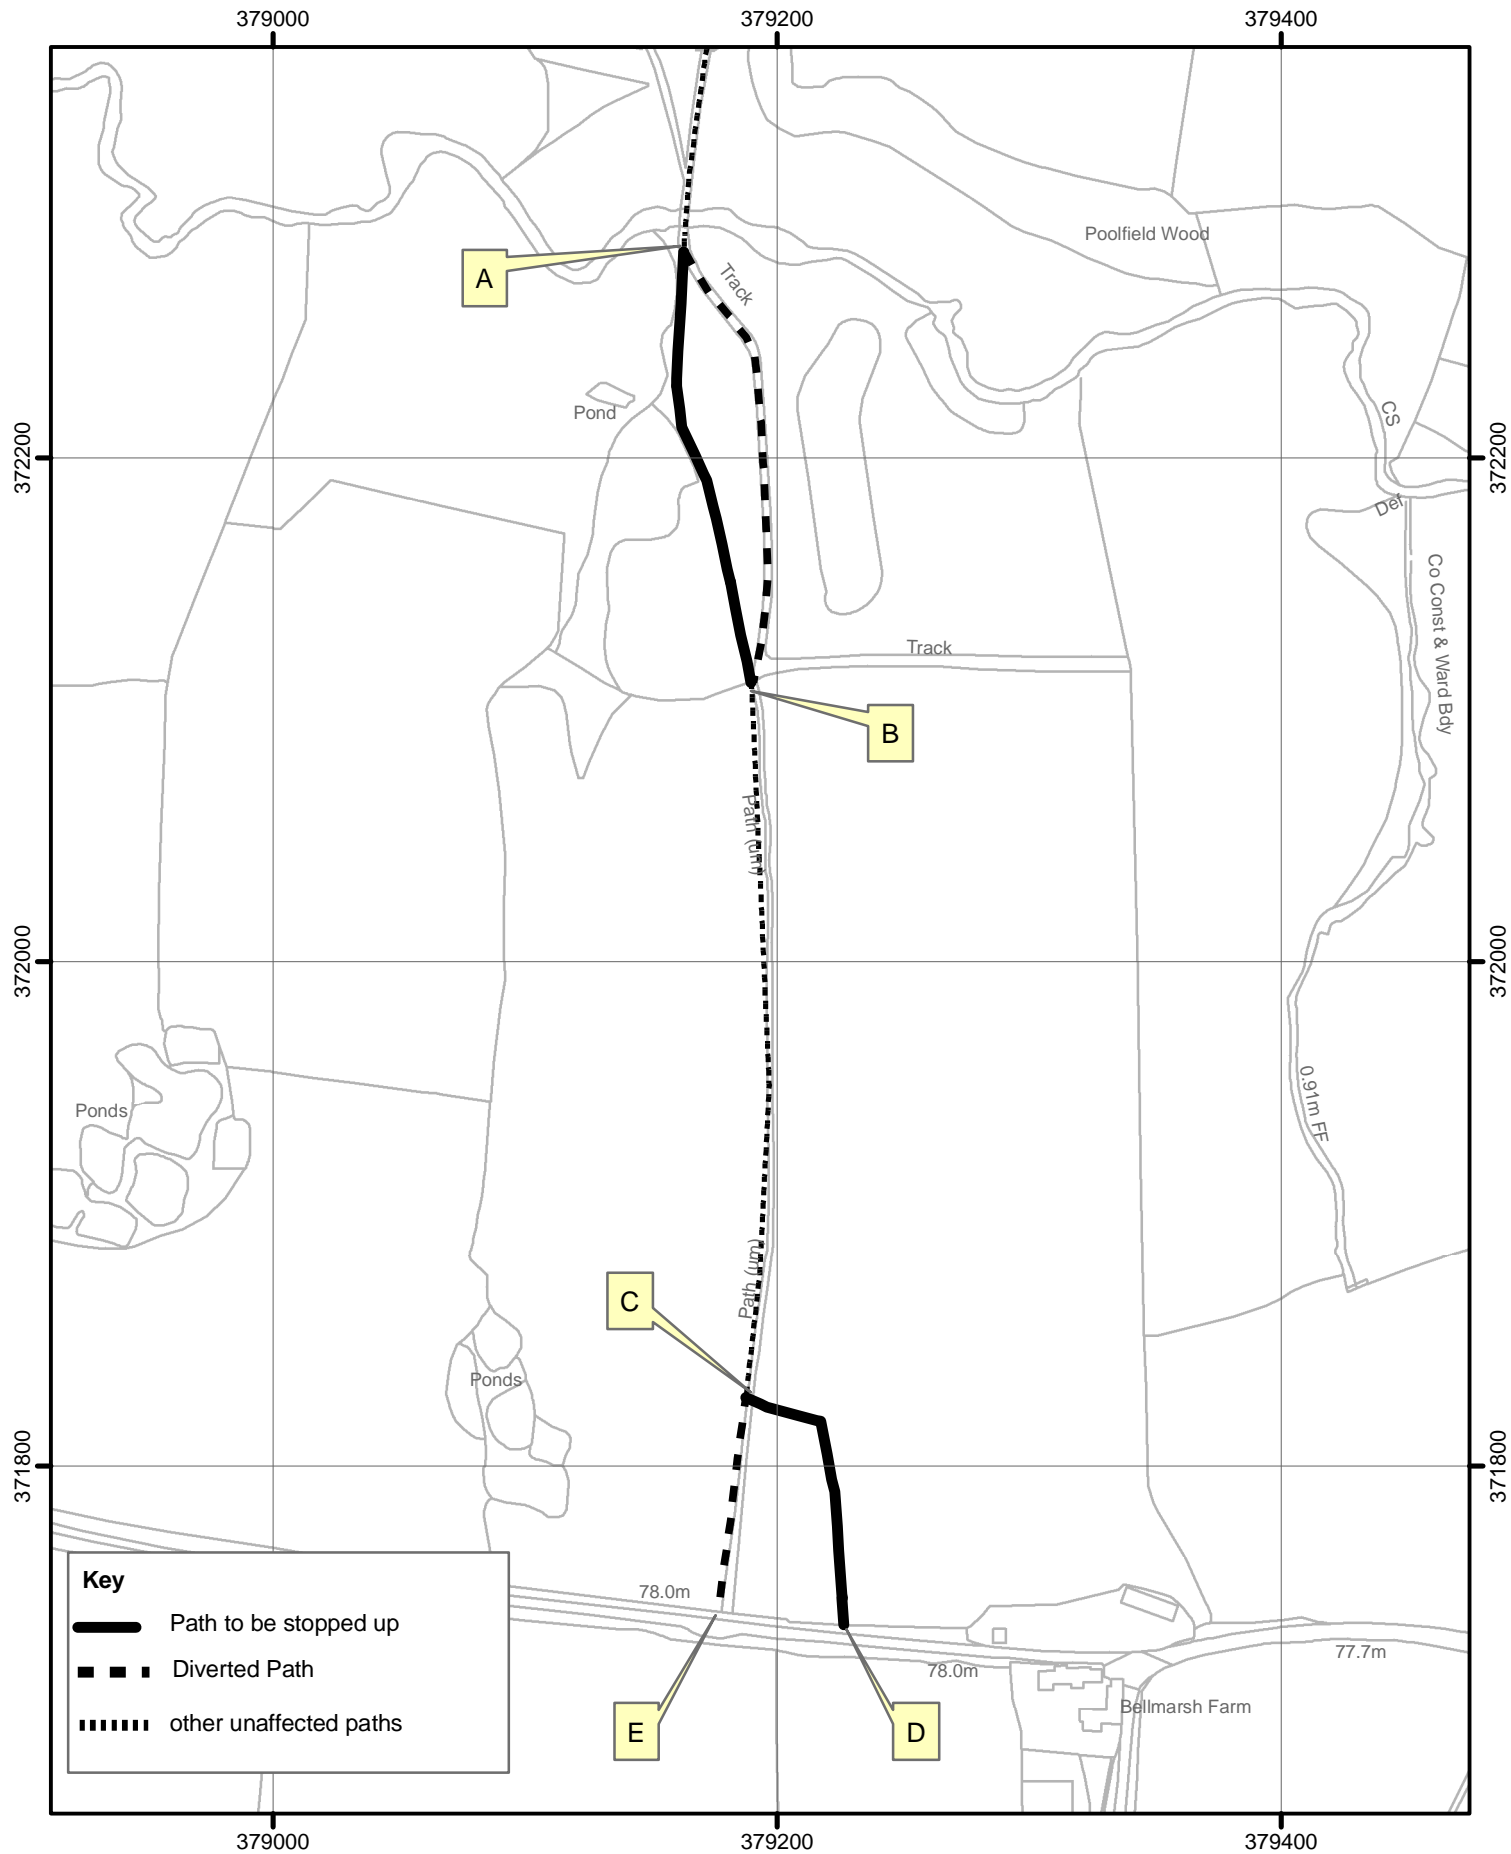 379000
379200
379400
Poolfield Wood
A
Track
Pond
CS
372200
372200
Def
Co Const & Ward Bdy
Track
B
Path (um)
372000
372000
0.91m FF
Ponds
Path (um)
C
Ponds
371800
371800
Key
Path to be stopped up
Diverted Path
other unaffected paths
78.0m
78.0m
77.7m
Bellmarsh Farm
E
D
379000
379200
379400